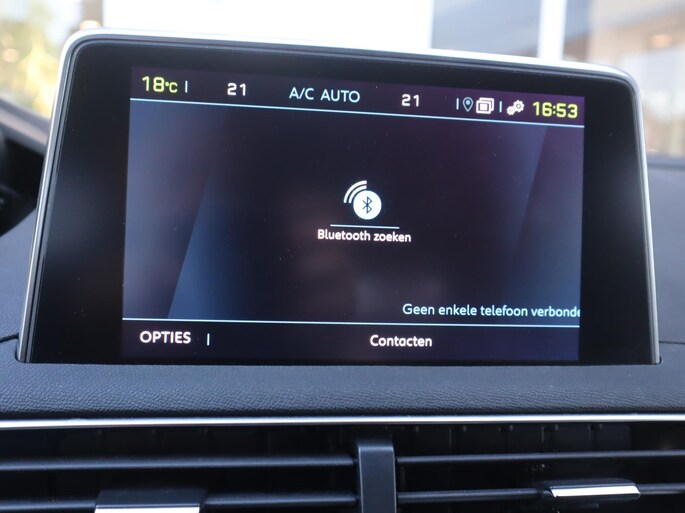 18°C | 21 A/C AUTO 21 | | 16:53
Bluetooth zoeken
Geen enkele telefoon verbonde
OPTIES |
Contacten